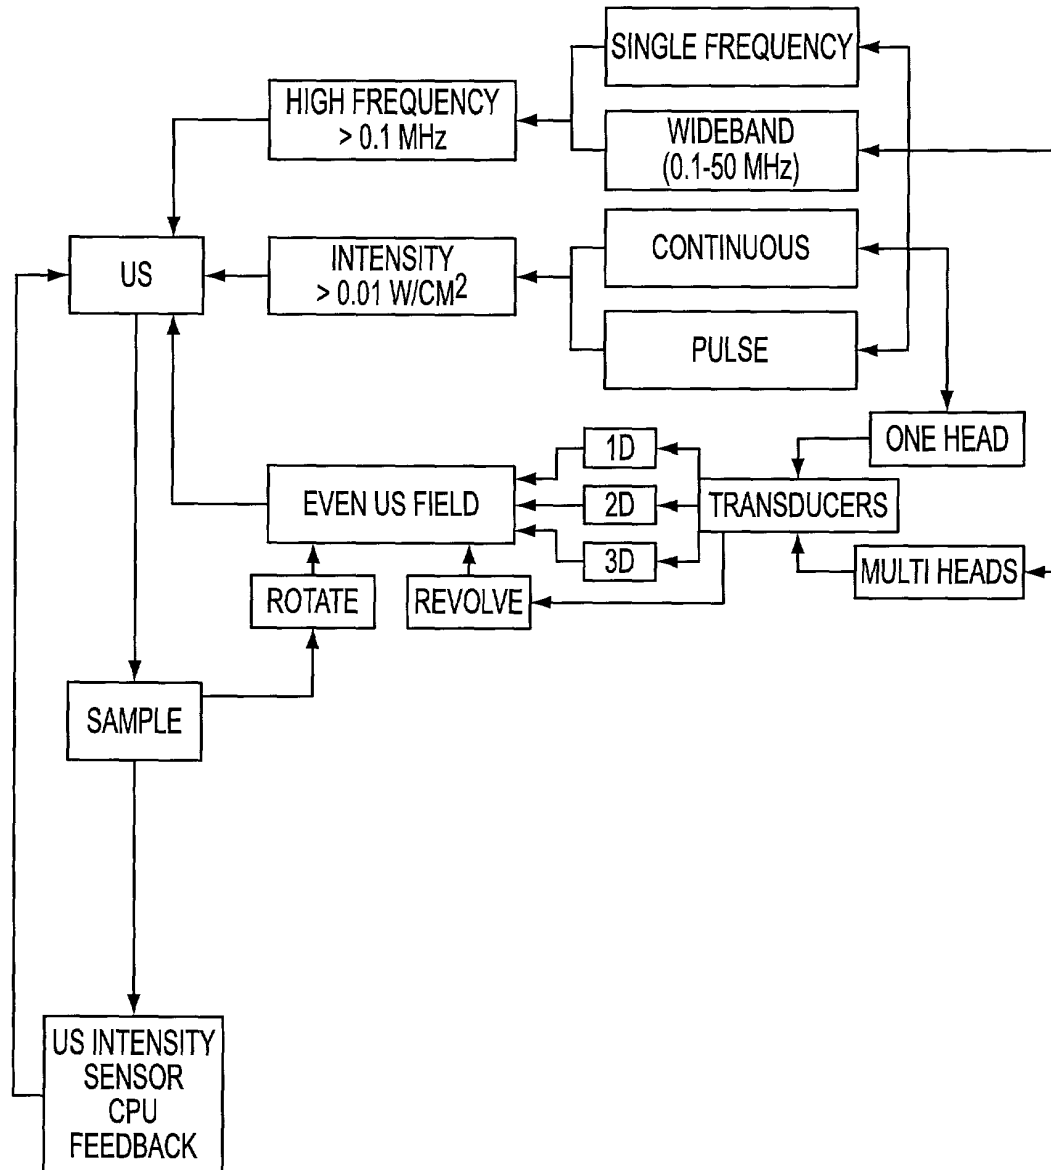 SINGLE FREQUENCY
HIGH FREQUENCY
> 0.1 MHz
WIDEBAND
(0.1-50 MHz)
US
INTENSITY
> 0.01 W/CM2
CONTINUOUS
PULSE
ONE HEAD
1D
EVEN US FIELD
2D
TRANSDUCERS
3D
MULTI HEADS
ROTATE
REVOLVE
SAMPLE
US INTENSITY
SENSOR
CPU
FEEDBACK